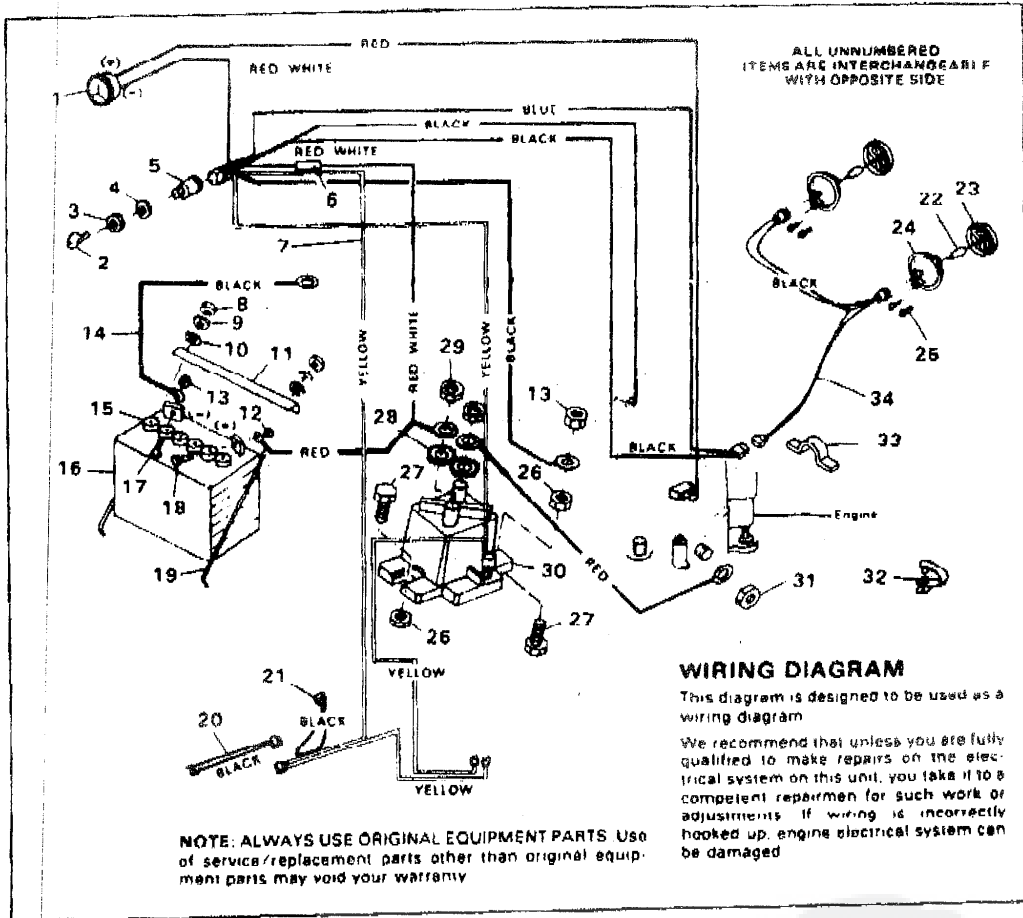 RED
ALL UNNUMBERED
ITEMS ARE INTERCHANGEABLE
WITH OPPOSITE SIDE
(+)
RED WHITE
1
(-)
BLUE
BLACK
BLACK
RED WHITE
5
6
4
3
2
7
22
23
24
BLACK
25
BLACK
8
9
14
10
11
YELLOW
RED WHITE
29
YELLOW
BLACK
13
13
34
15
(-)
(+)
12
28
BLACK
33
16
RED
27
26
17
18
Engine
19
30
RED
31
32
26
27
YELLOW
21
WIRING DIAGRAM
This diagram is designed to be used as a
wiring diagram
20
BLACK
BLACK
We recommend that unless you are fully
qualified to make repairs on the elec-
trical system on this unit, you take it to a
competent repairmen for such work or
adjustments If wiring is incorrectly
hooked up, engine electrical system can
be damaged
YELLOW
NOTE: ALWAYS USE ORIGINAL EQUIPMENT PARTS Use
of service/replacement parts other than original equip-
ment parts may void your warranty